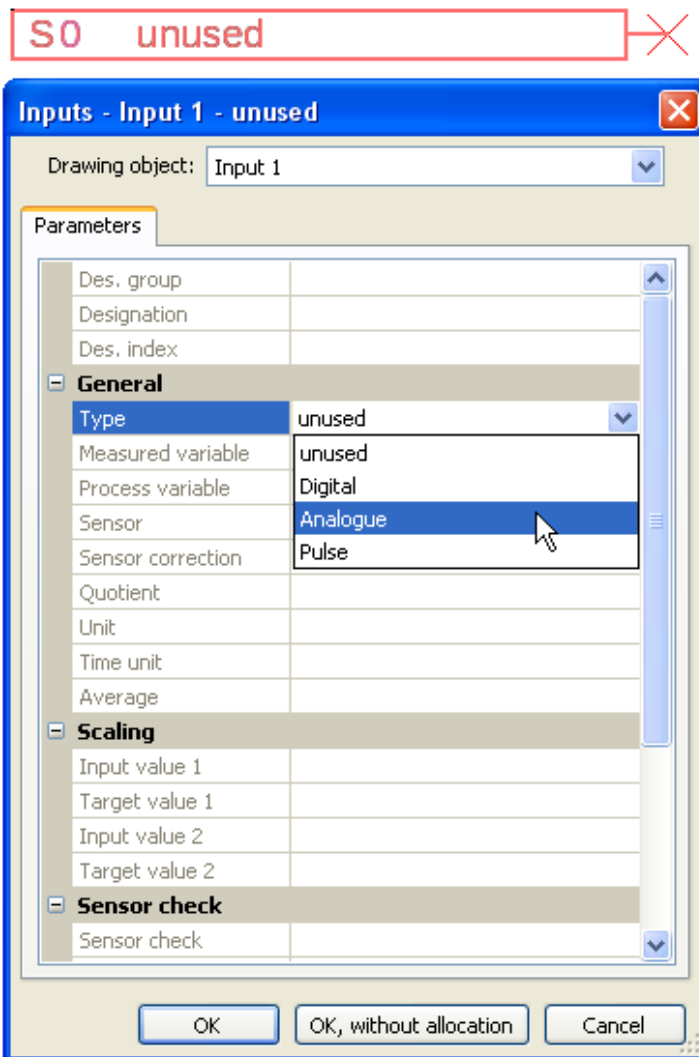 S0 unused
Inputs - Input 1 - unused
Drawing object: Input 1
Parameters
Des. group
Designation
Des. index
General
Type unused
Measured variable unused
Process variable Digital
Sensor Analogue
Sensor correction Pulse
Quotient
Unit
Time unit
Average
Scaling
Input value 1
Target value 1
Input value 2
Target value 2
Sensor check
Sensor check
OK OK, without allocation Cancel